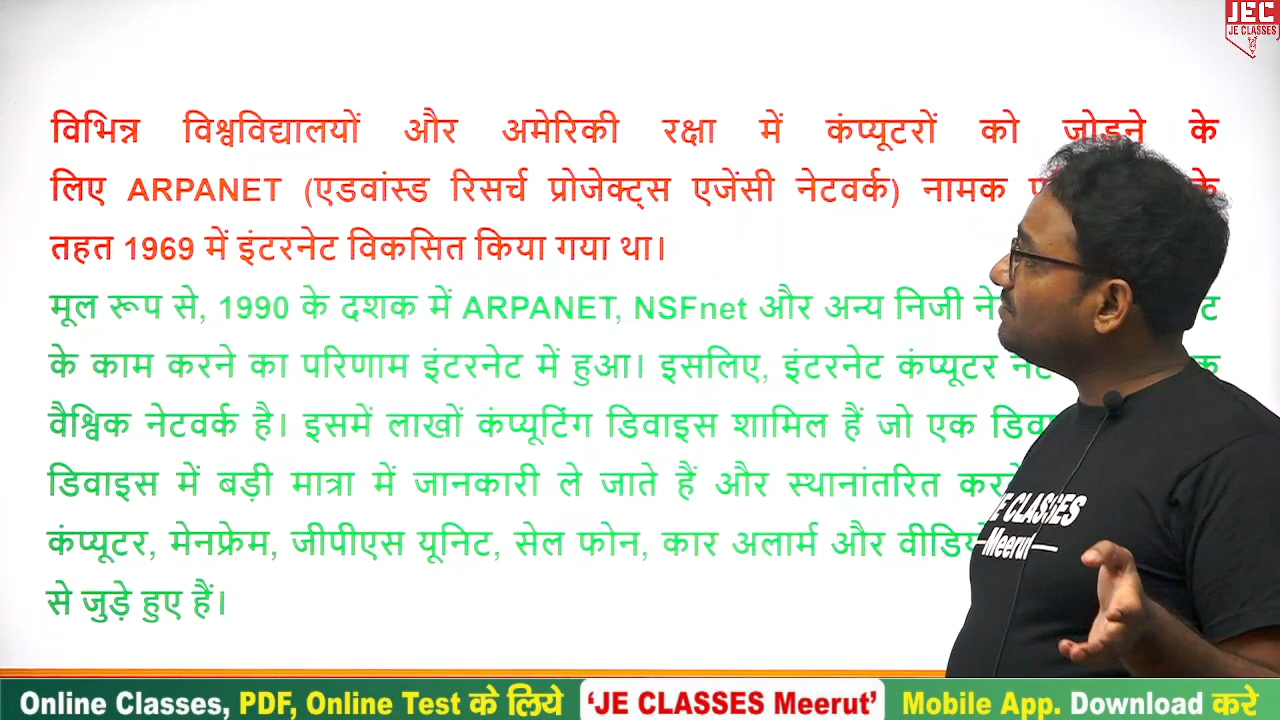 JEC
JE CLASSES
विभिन्न विश्वविद्यालयों और अमेरिकी रक्षा में कंप्यूटरों को जोड़ने के
लिए ARPANET (एडवांस्ड रिसर्च प्रोजेक्ट्स एजेंसी नेटवर्क) नामक के
तहत 1969 में इंटरनेट विकसित किया गया था।
मूल रूप से, 1990 के दशक में ARPANET, NSFnet और अन्य निजी
के काम करने का परिणाम इंटरनेट में हुआ। इसलिए, इंटरनेट कंप्यूटर
वैश्विक नेटवर्क है। इसमें लाखों कंप्यूटिंग डिवाइस शामिल हैं जो एक
डिवाइस में बड़ी मात्रा में जानकारी ले जाते हैं और स्थानांतरित
कंप्यूटर, मेनफ्रेम, जीपीएस यूनिट, सेल फोन, कार अलार्म और
से जुड़े हुए हैं।
JE CLASSES
Meerut
Online Classes, PDF, Online Test के लिये 'JE CLASSES Meerut' Mobile App. Download करे